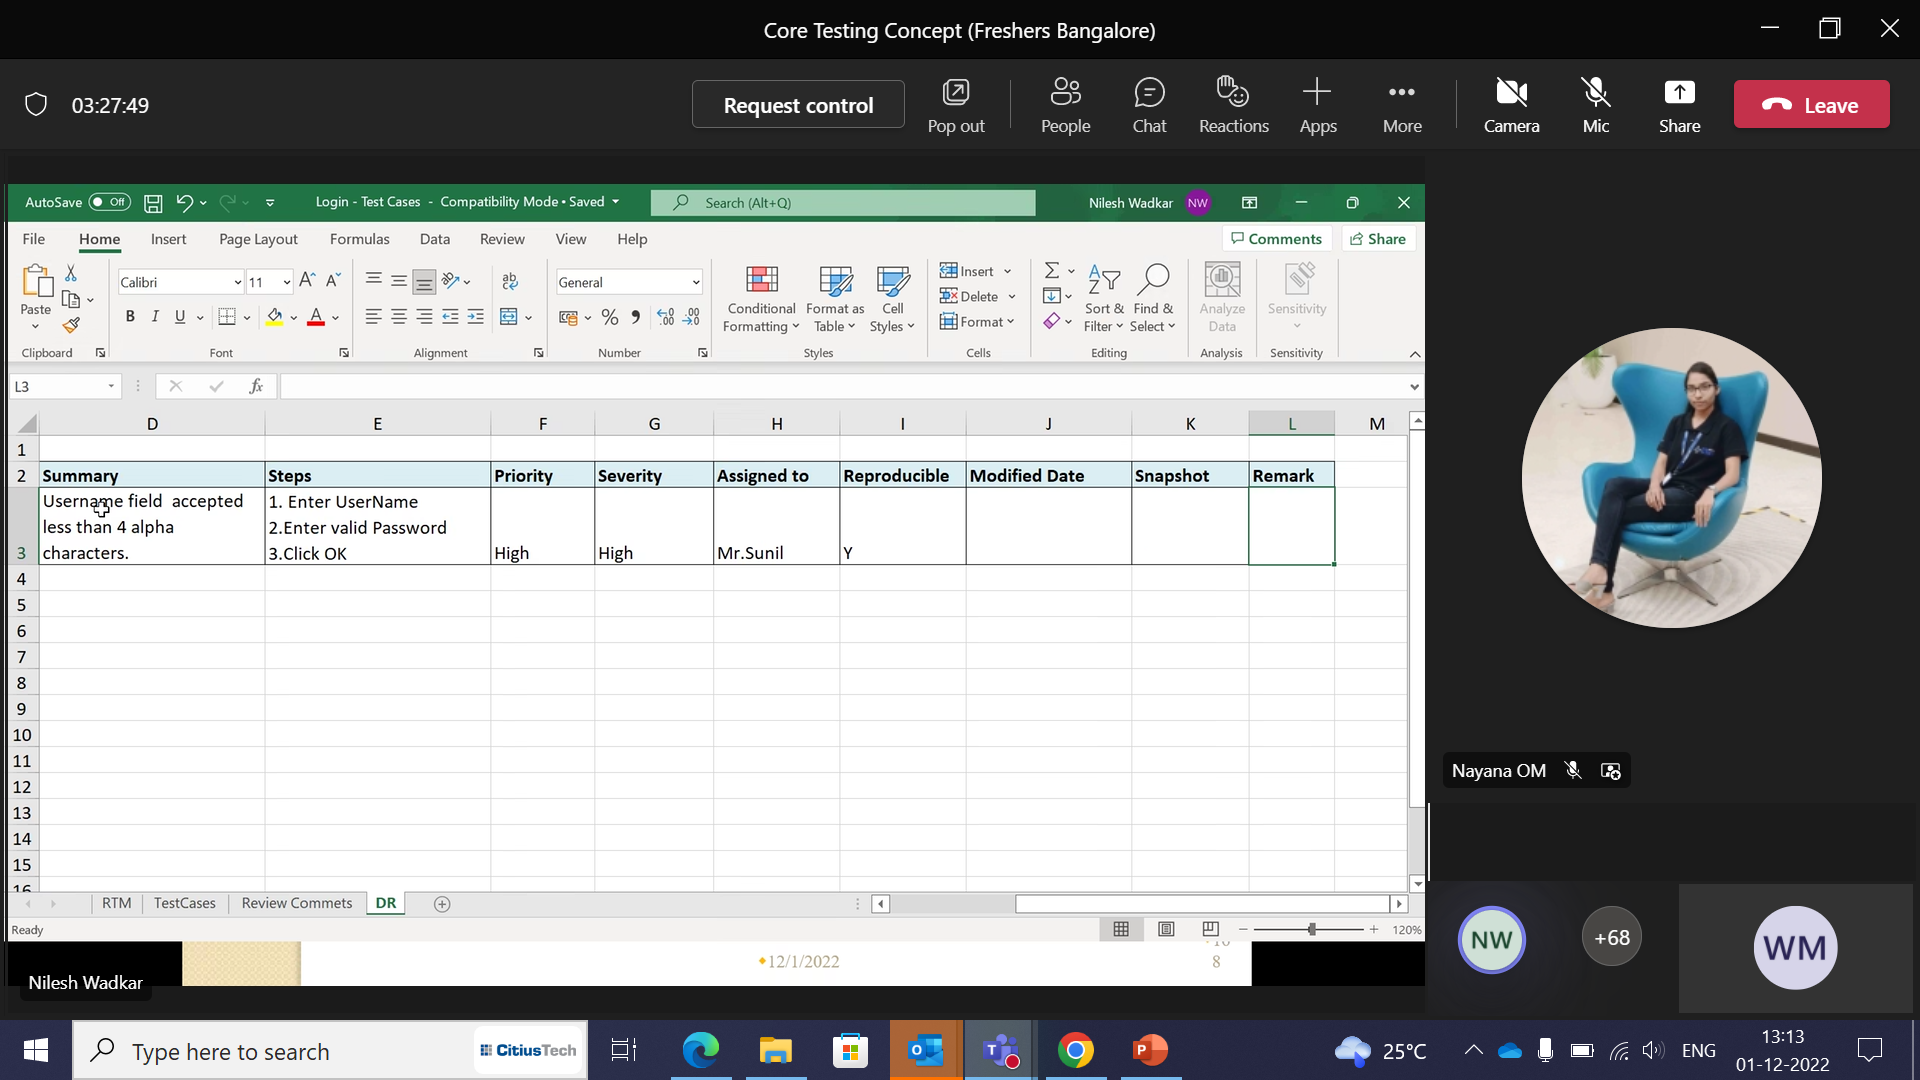 Core Testing Concept (Freshers Bangalore)
03:27:49
Request control
Pop out
People
Chat
Reactions
Apps
More
Camera
Mic
Share
Leave
AutoSave Off
Login - Test Cases - Compatibility Mode • Saved
Search (Alt+Q)
Nilesh Wadkar NW
File Home Insert Page Layout Formulas Data Review View Help
Comments Share
Paste
Calibri 11
B I U
ab
General
Conditional Formatting
Format as Table
Cell Styles
Insert
Delete
Format
Sort & Filter
Find & Select
Analyze Data
Sensitivity
Clipboard Font Alignment Number Styles Cells Editing Analysis Sensitivity
L3 fx
D E F G H I J K L M
1
2 Summary Steps Priority Severity Assigned to Reproducible Modified Date Snapshot Remark
Username field accepted 1. Enter UserName
less than 4 alpha 2.Enter valid Password
3 characters. 3.Click OK High High Mr.Sunil Y
4
5
6
7
8
9
10
11
12
13
14
15
16
RTM TestCases Review Commets DR
Ready 120%
12/1/2022
8
Nilesh Wadkar
Nayana OM
NW
+68
WM
Type here to search
CitiusTech
25°C
ENG
13:13
01-12-2022